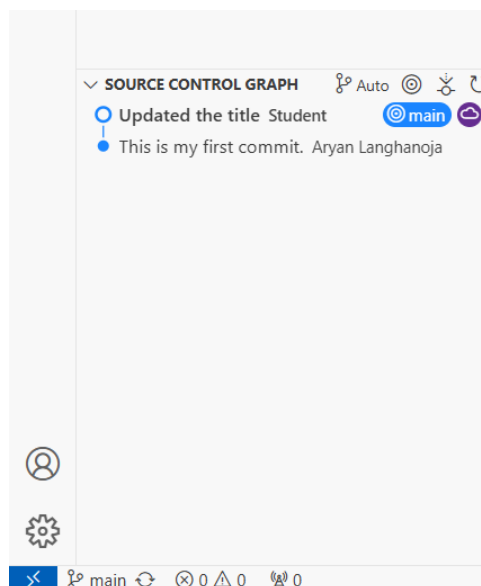 SOURCE CONTROL GRAPH Auto
Updated the title Student main
This is my first commit. Aryan Langhanoja
main 0 0 0